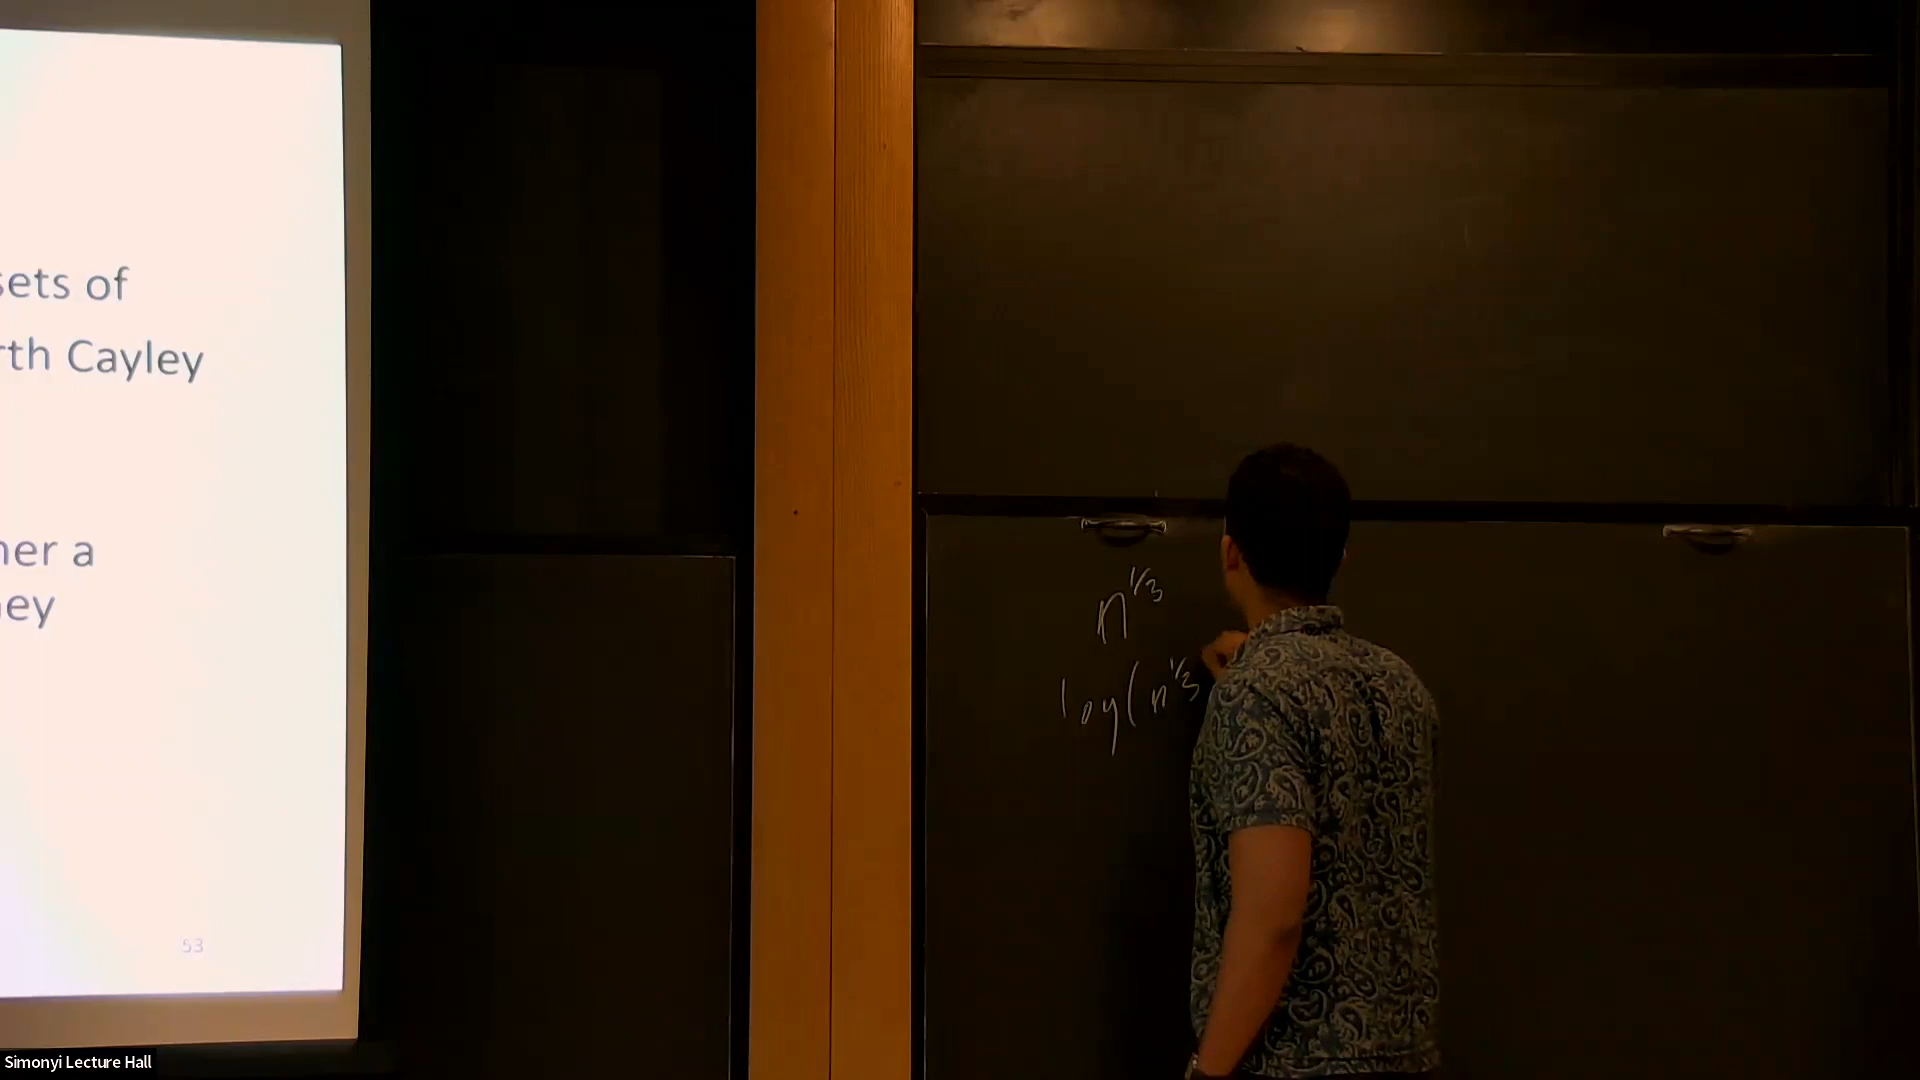 sets of
rth Cayley
her a
ey
53
n^{1/3}
log(n^{1/3}
Simonyi Lecture Hall